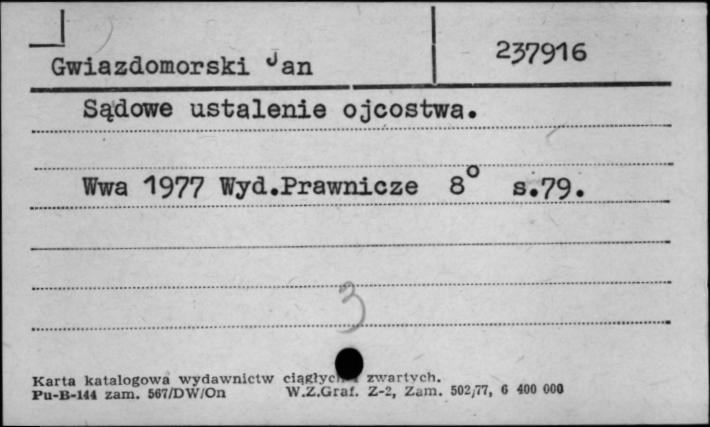 237916
Gwiazdomorski Jan
Sądowe ustalenie ojcostwa.
Wwa 1977 Wyd.Prawnicze 8° s.79.
3
Karta katalogowa wydawnictw ciągłych i zwartych.
Pu-B-144 zam. 567/DW/On W.Z.Graf. Z-2, Zam. 502/77, 6 400 000